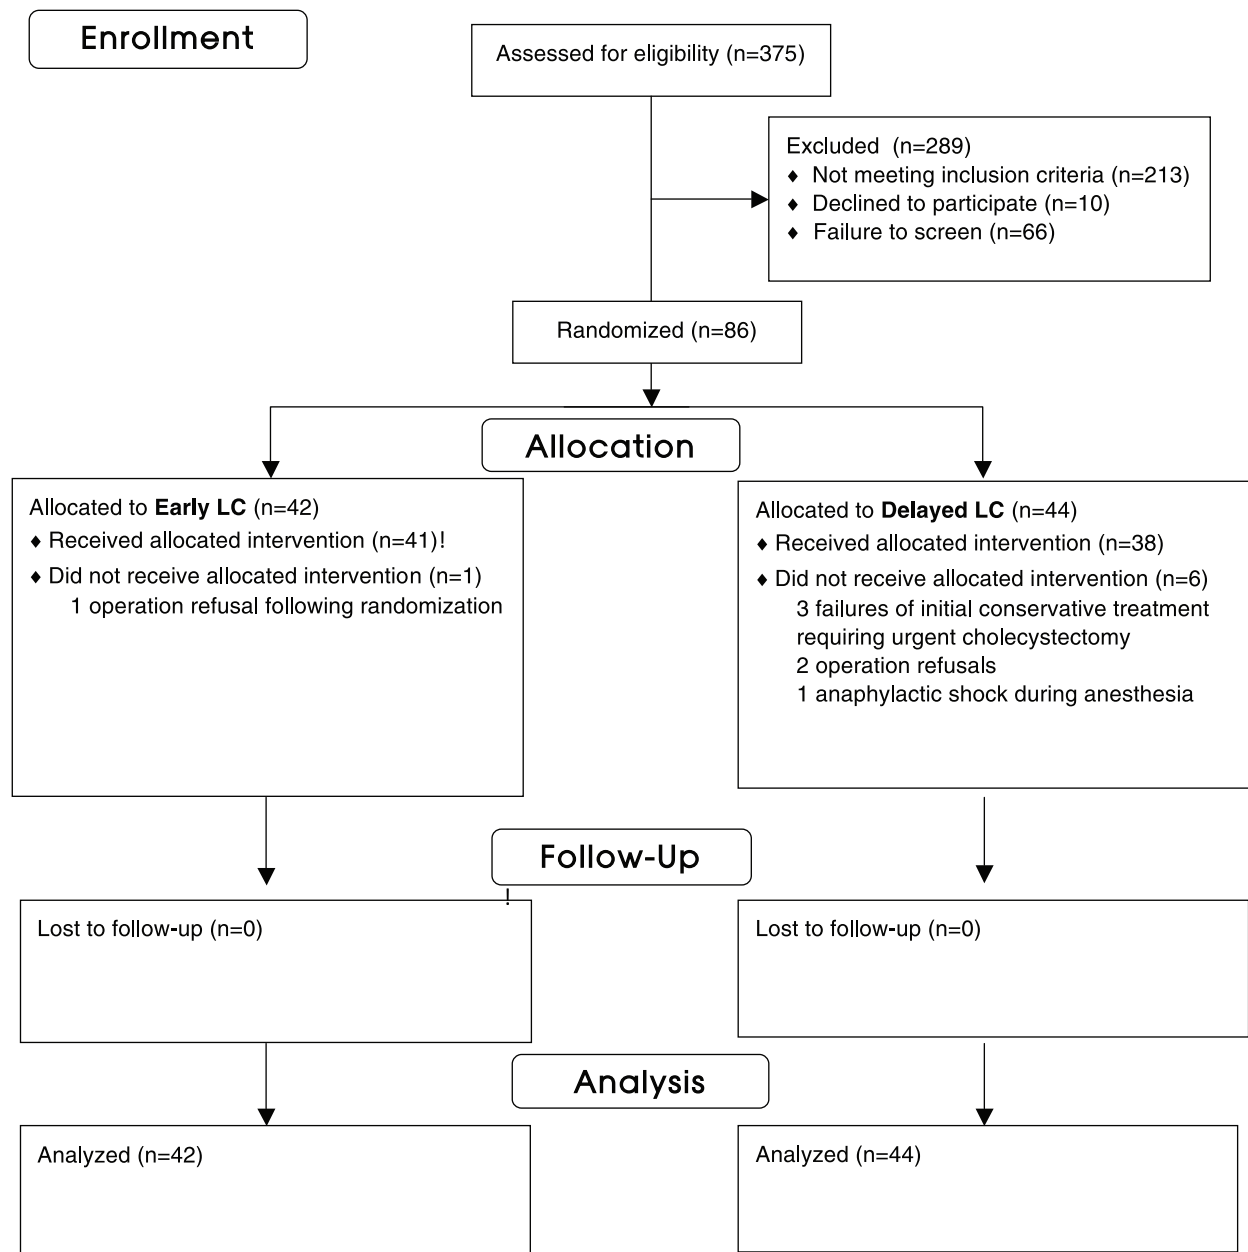 Enrollment
Assessed for eligibility (n=375)
Excluded (n=289)
♦ Not meeting inclusion criteria (n=213)
♦ Declined to participate (n=10)
♦ Failure to screen (n=66)
Randomized (n=86)
Allocation
Allocated to Early LC (n=42)
♦ Received allocated intervention (n=41)!
♦ Did not receive allocated intervention (n=1)
1 operation refusal following randomization
Allocated to Delayed LC (n=44)
♦ Received allocated intervention (n=38)
♦ Did not receive allocated intervention (n=6)
3 failures of initial conservative treatment
requiring urgent cholecystectomy
2 operation refusals
1 anaphylactic shock during anesthesia
Follow-Up
!
Lost to follow-up (n=0)
Lost to follow-up (n=0)
Analysis
Analyzed (n=42)
Analyzed (n=44)